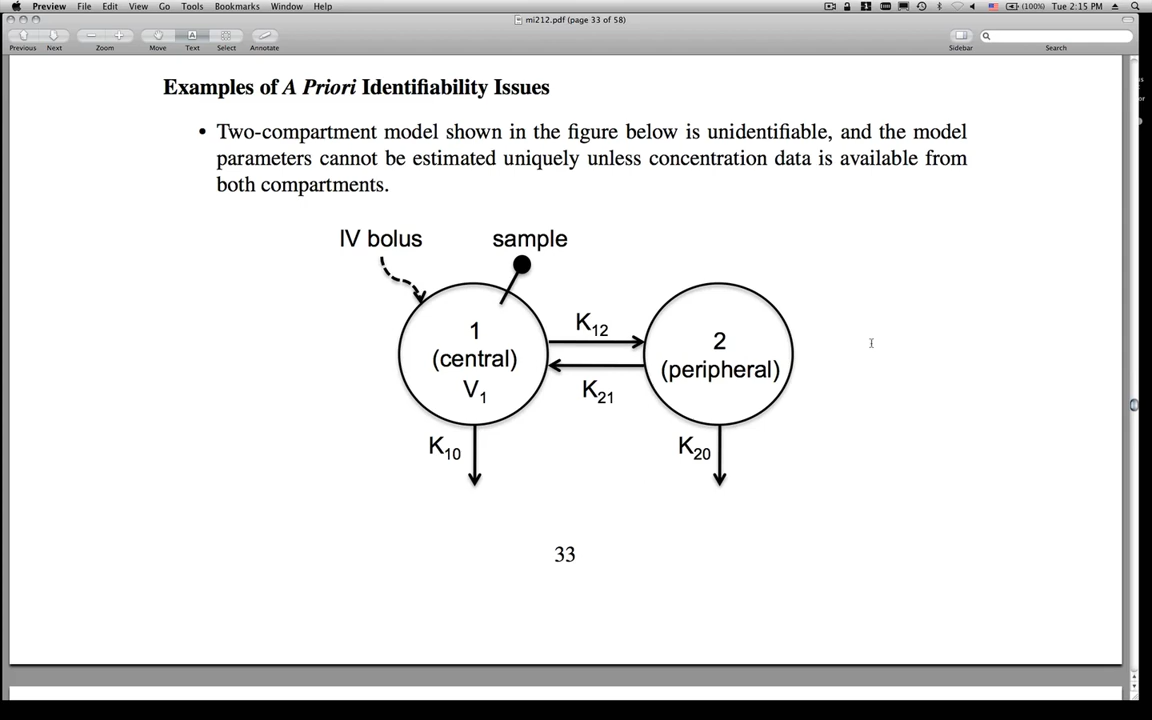 Preview File Edit View Go Tools Bookmarks Window Help (100%) Tue 2:15 PM
mi212.pdf (page 33 of 58)
Previous Next Zoom Move Text Select Annotate Sidebar Search
Examples of A Priori Identifiability Issues
• Two-compartment model shown in the figure below is unidentifiable, and the model
parameters cannot be estimated uniquely unless concentration data is available from
both compartments.
IV bolus sample
K12
1
(central)
V1
2
(peripheral)
K21
K10 K20
33